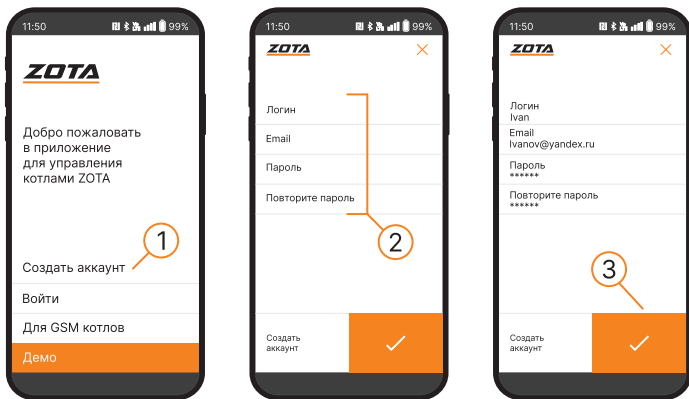 11:50 99%
ZOTA
Добро пожаловать
в приложение
для управления
котлами ZOTA
1
Создать аккаунт
Войти
Для GSM котлов
Демо
11:50 99%
ZOTA
Логин
Email
Пароль
Повторите пароль
2
Создать
аккаунт
11:50 99%
ZOTA
Логин
Ivan
Email
Ivanov@yandex.ru
Пароль
******
Повторите пароль
******
3
Создать
аккаунт